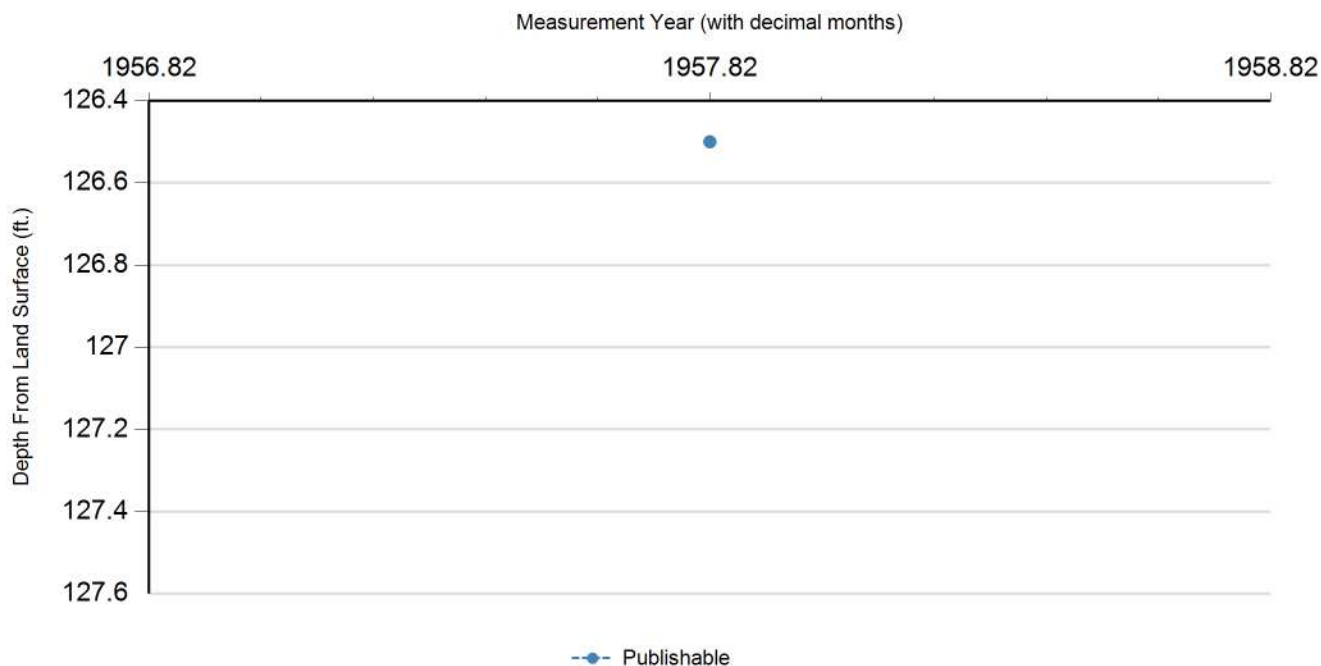 Measurement Year (with decimal months)
1956.82 1957.82 1958.82
126.4
126.6
126.8
127
127.2
127.4
127.6
Depth From Land Surface (ft.)
Publishable